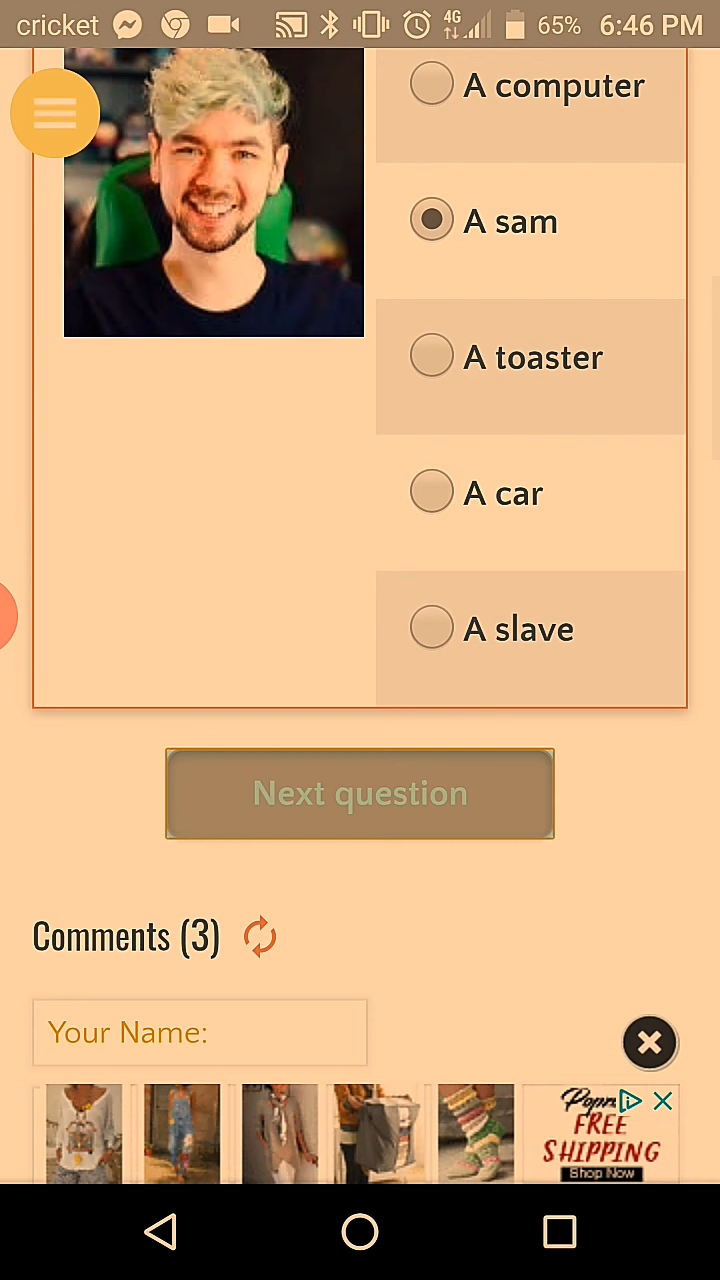 cricket 4G 65% 6:46 PM
A computer
A sam
A toaster
A car
A slave
Next question
Comments (3)
Your Name:
FREE
SHIPPING
Shop Now